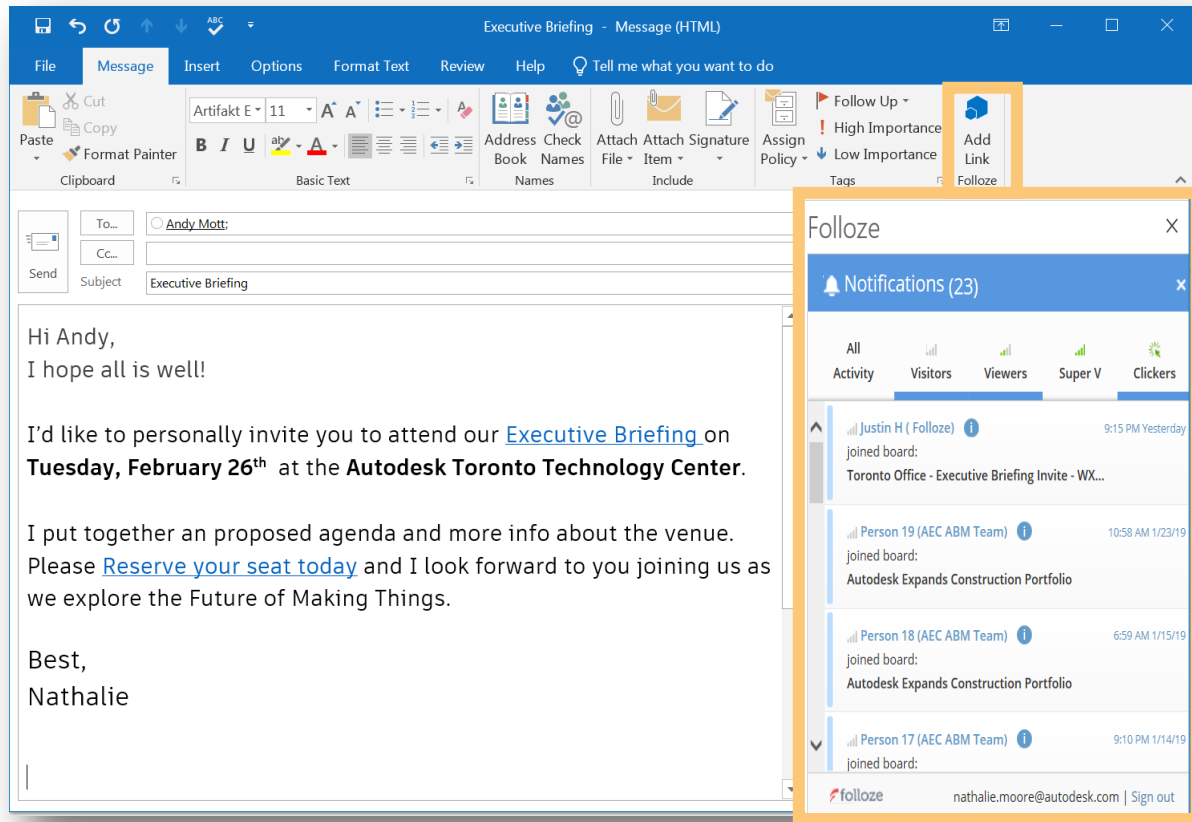 ABC
Executive Briefing - Message (HTML)
File Message Insert Options Format Text Review Help Tell me what you want to do
Paste
Cut
Copy
Format Painter
Clipboard
Artifakt E 11 A A
B I U aby A
Basic Text
Address Book
Check Names
Names
Attach File
Attach Item
Signature
Include
Assign Policy
Follow Up
High Importance
Low Importance
Tags
Add Link
Folloze
Send
To...
Andy Mott;
Cc...
Subject
Executive Briefing
Hi Andy,
I hope all is well!
I'd like to personally invite you to attend our Executive Briefing on
Tuesday, February 26th at the Autodesk Toronto Technology Center.
I put together an proposed agenda and more info about the venue.
Please Reserve your seat today and I look forward to you joining us as
we explore the Future of Making Things.
Best,
Nathalie
Folloze X
Notifications (23) x
All Activity
Visitors
Viewers
Super V
Clickers
Justin H ( Folloze) i 9:15 PM Yesterday
joined board:
Toronto Office - Executive Briefing Invite - WX...
Person 19 (AEC ABM Team) i 10:58 AM 1/23/19
joined board:
Autodesk Expands Construction Portfolio
Person 18 (AEC ABM Team) i 6:59 AM 1/15/19
joined board:
Autodesk Expands Construction Portfolio
Person 17 (AEC ABM Team) i 9:10 PM 1/14/19
joined board:
folloze nathalie.moore@autodesk.com | Sign out